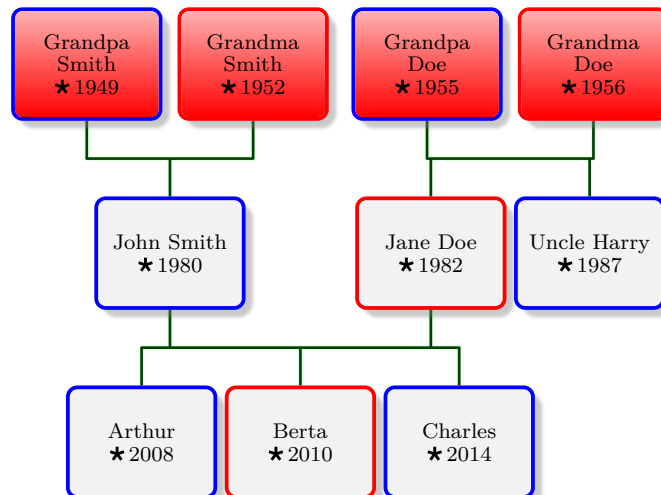 Grandpa
Smith
★1949
Grandma
Smith
★1952
Grandpa
Doe
★1955
Grandma
Doe
★1956
John Smith
★1980
Jane Doe
★1982
Uncle Harry
★1987
Arthur
★2008
Berta
★2010
Charles
★2014